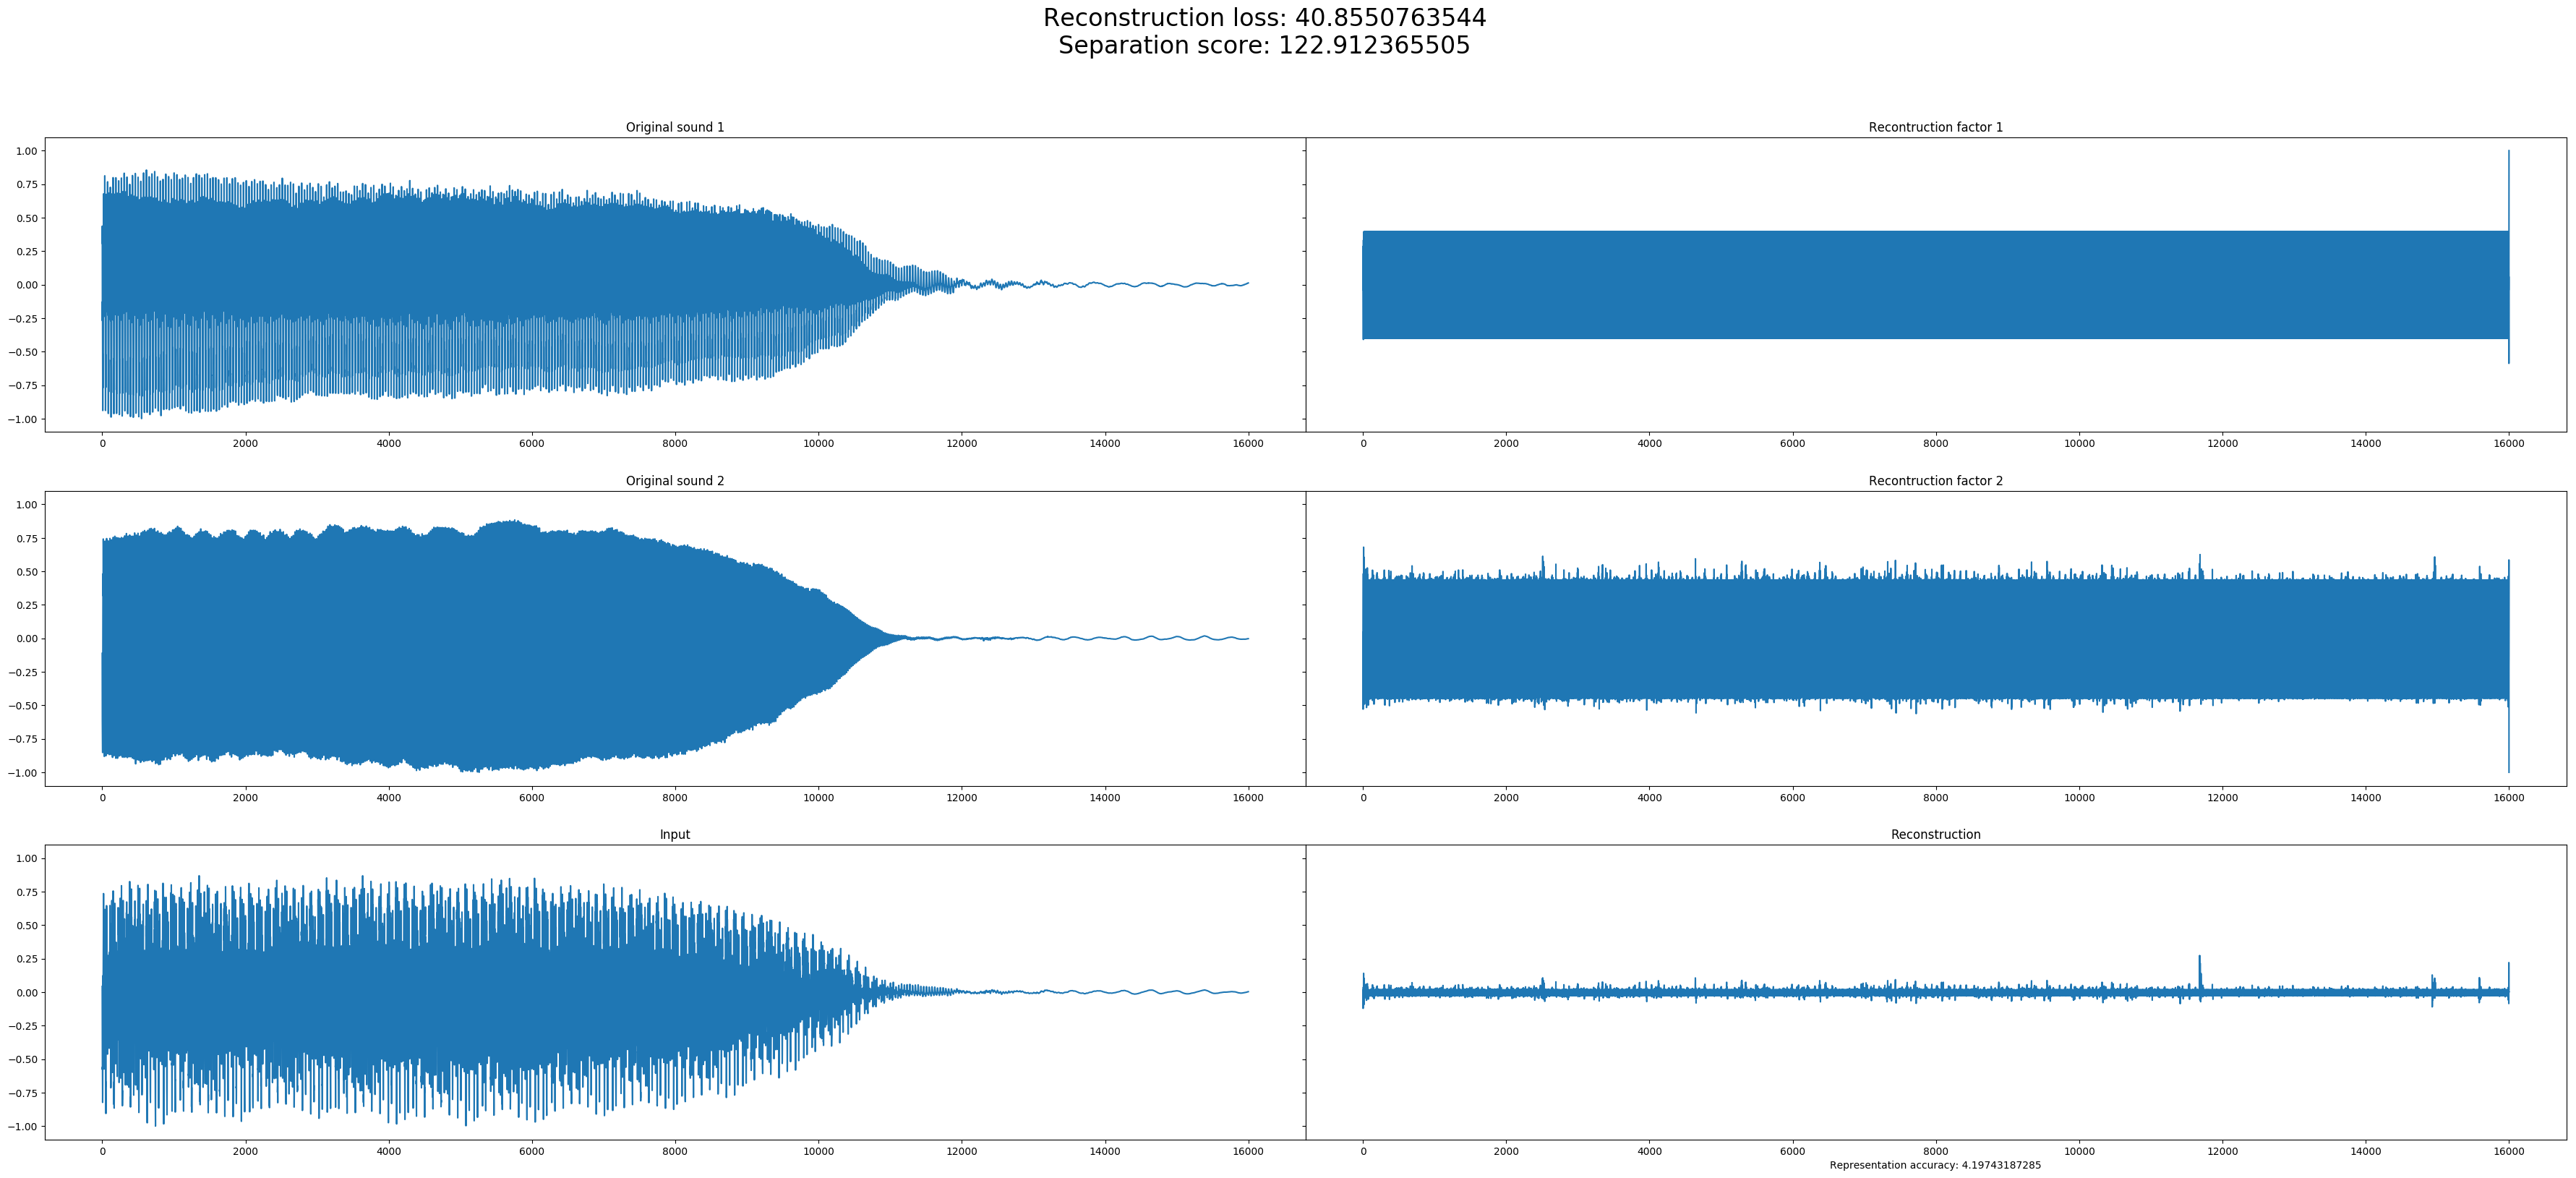 Reconstruction loss: 40.8550763544
Separation score: 122.912365505
Original sound 1
Recontruction factor 1
1.00
0.75
0.50
0.25
0.00
−0.25
−0.50
−0.75
−1.00
0 2000 4000 6000 8000 10000 12000 14000 16000
0 2000 4000 6000 8000 10000 12000 14000 16000
Original sound 2
Recontruction factor 2
1.00
0.75
0.50
0.25
0.00
−0.25
−0.50
−0.75
−1.00
0 2000 4000 6000 8000 10000 12000 14000 16000
0 2000 4000 6000 8000 10000 12000 14000 16000
Input
Reconstruction
1.00
0.75
0.50
0.25
0.00
−0.25
−0.50
−0.75
−1.00
0 2000 4000 6000 8000 10000 12000 14000 16000
0 2000 4000 6000 8000 10000 12000 14000 16000
Representation accuracy: 4.19743187285